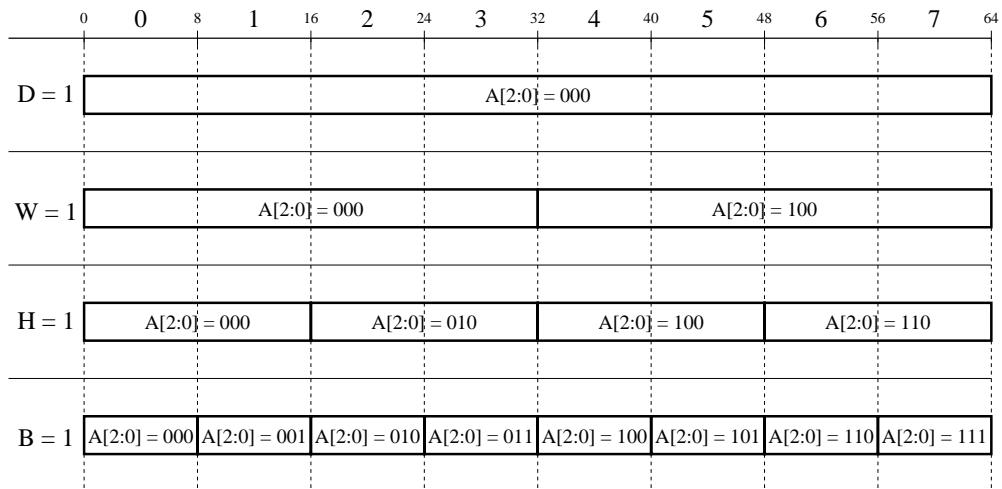 0 0 8 1 16 2 24 3 32 4 40 5 48 6 56 7 64
D = 1 A[2:0] = 000
W = 1 A[2:0] = 000 A[2:0] = 100
H = 1 A[2:0] = 000 A[2:0] = 010 A[2:0] = 100 A[2:0] = 110
B = 1 A[2:0] = 000 A[2:0] = 001 A[2:0] = 010 A[2:0] = 011 A[2:0] = 100 A[2:0] = 101 A[2:0] = 110 A[2:0] = 111